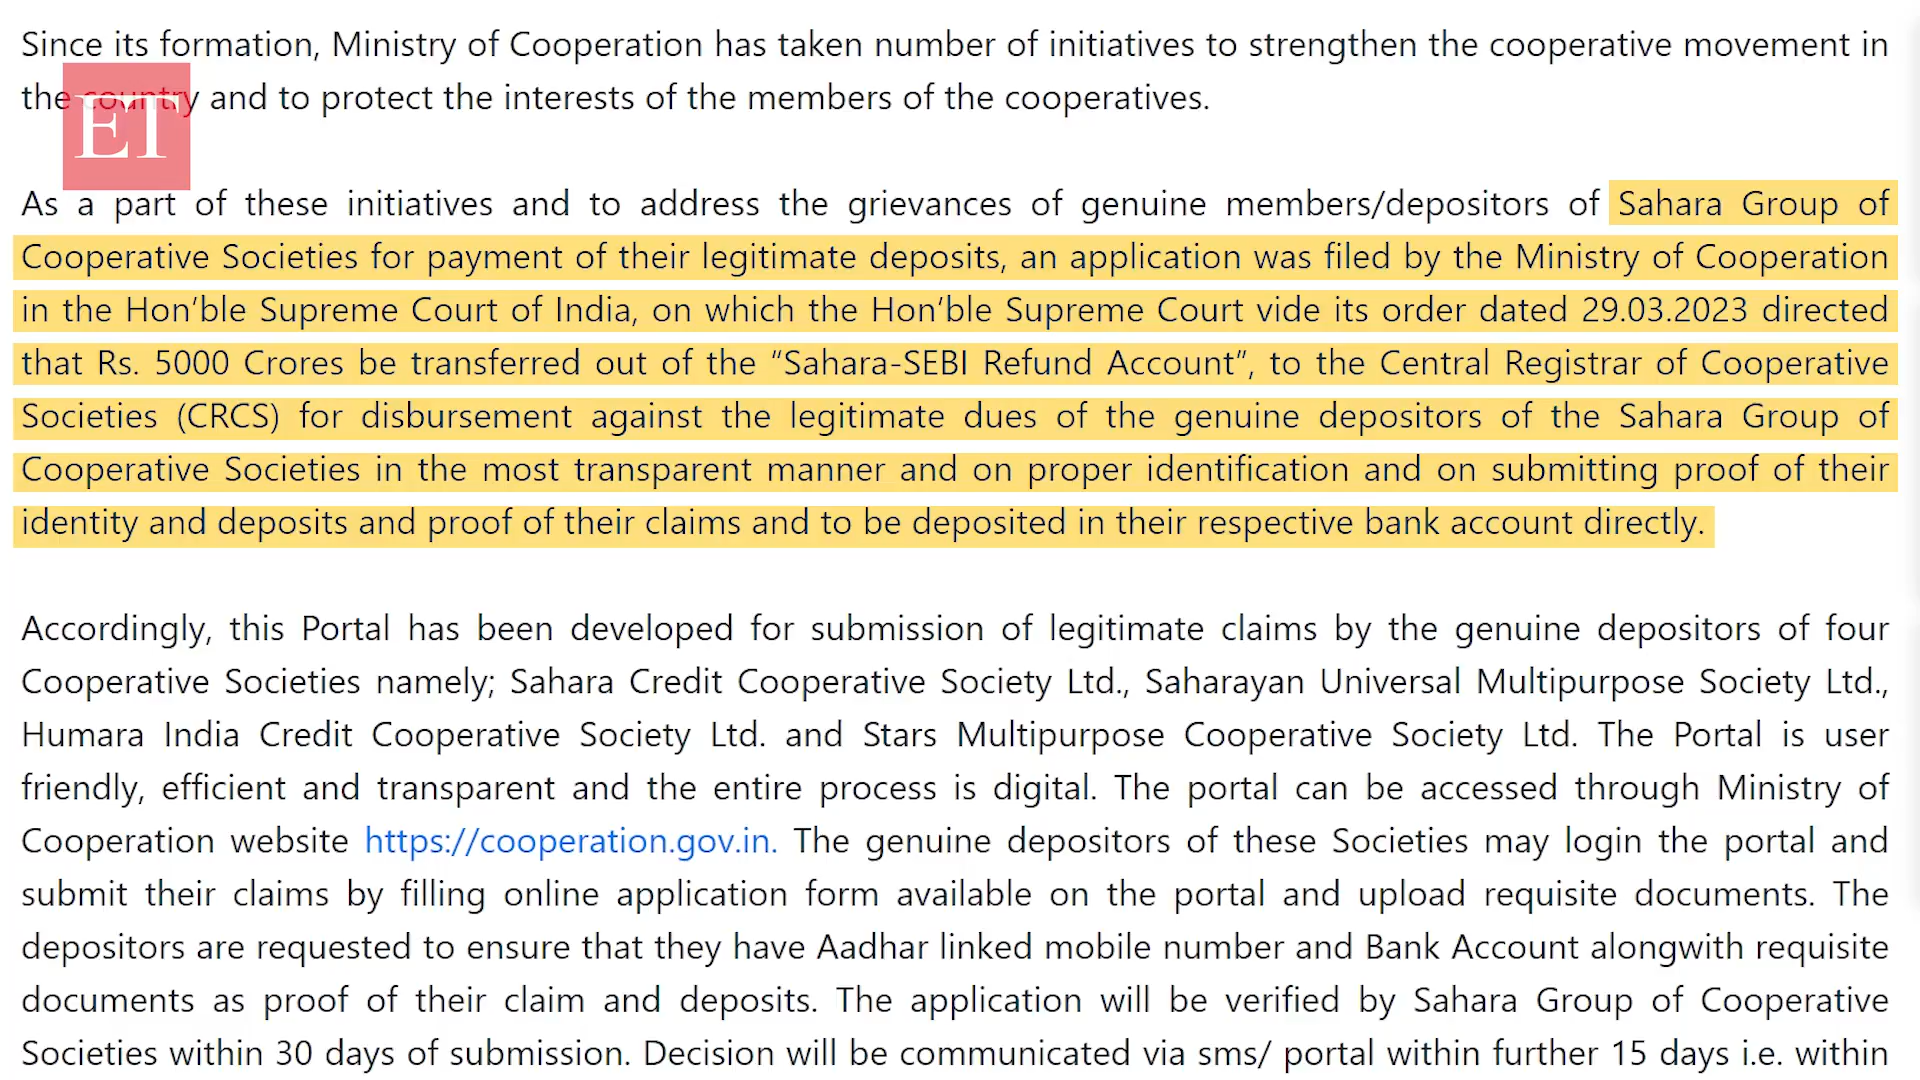 Since its formation, Ministry of Cooperation has taken number of initiatives to strengthen the cooperative movement in
the country and to protect the interests of the members of the cooperatives.
ET
As a part of these initiatives and to address the grievances of genuine members/depositors of Sahara Group of
Cooperative Societies for payment of their legitimate deposits, an application was filed by the Ministry of Cooperation
in the Hon’ble Supreme Court of India, on which the Hon’ble Supreme Court vide its order dated 29.03.2023 directed
that Rs. 5000 Crores be transferred out of the “Sahara-SEBI Refund Account”, to the Central Registrar of Cooperative
Societies (CRCS) for disbursement against the legitimate dues of the genuine depositors of the Sahara Group of
Cooperative Societies in the most transparent manner and on proper identification and on submitting proof of their
identity and deposits and proof of their claims and to be deposited in their respective bank account directly.
Accordingly, this Portal has been developed for submission of legitimate claims by the genuine depositors of four
Cooperative Societies namely; Sahara Credit Cooperative Society Ltd., Saharayan Universal Multipurpose Society Ltd.,
Humara India Credit Cooperative Society Ltd. and Stars Multipurpose Cooperative Society Ltd. The Portal is user
friendly, efficient and transparent and the entire process is digital. The portal can be accessed through Ministry of
Cooperation website https://cooperation.gov.in. The genuine depositors of these Societies may login the portal and
submit their claims by filling online application form available on the portal and upload requisite documents. The
depositors are requested to ensure that they have Aadhar linked mobile number and Bank Account alongwith requisite
documents as proof of their claim and deposits. The application will be verified by Sahara Group of Cooperative
Societies within 30 days of submission. Decision will be communicated via sms/ portal within further 15 days i.e. within